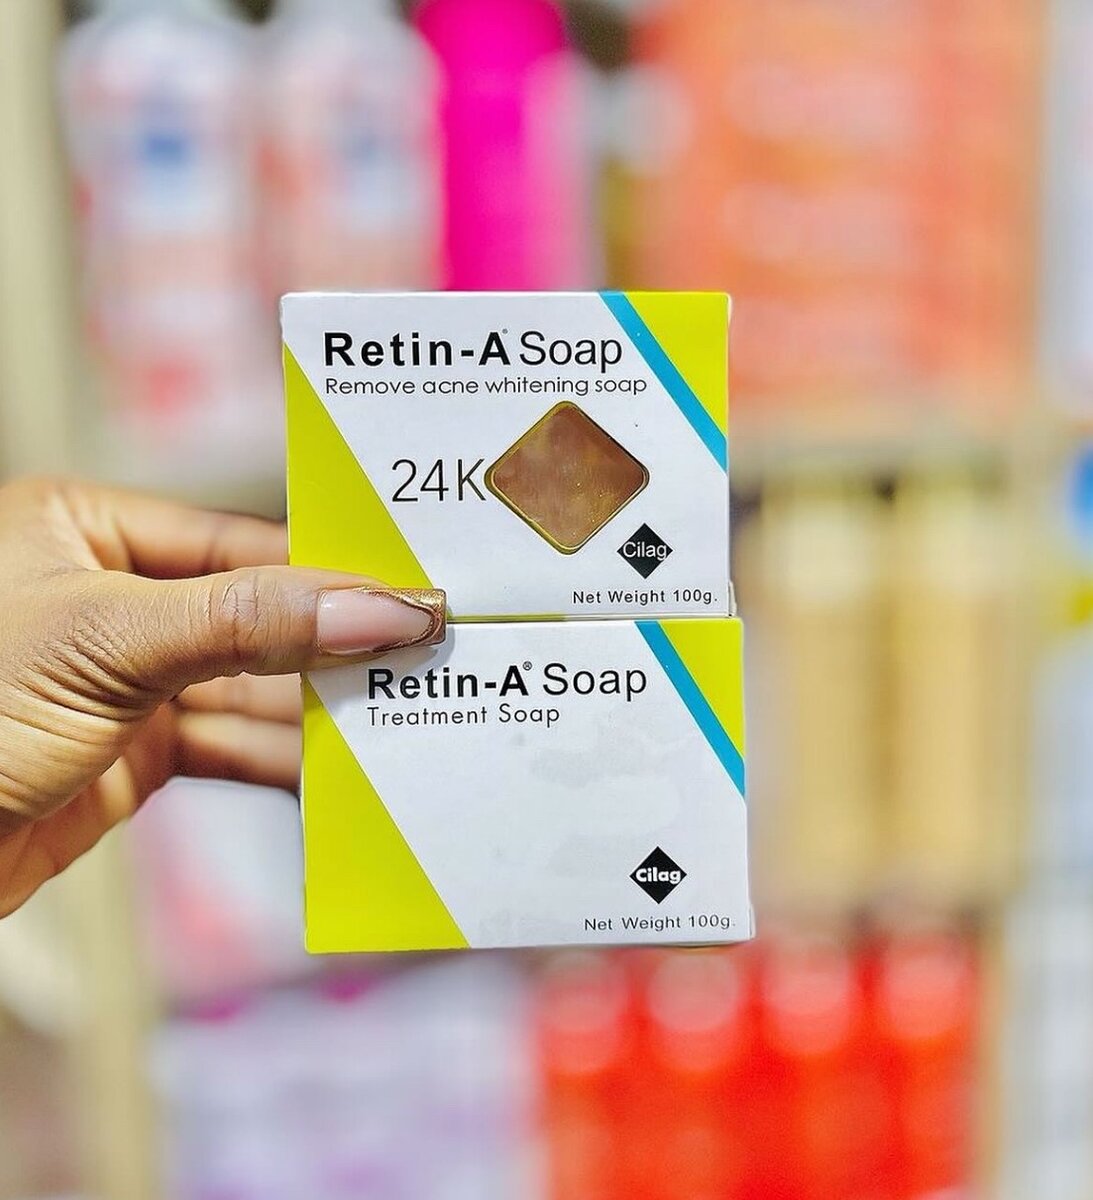 Retin-A® Soap
Remove acne whitening soap
24K
Cilag
Net Weight 100g.
Retin-A® Soap
Treatment Soap
Cilag
Net Weight 100g.